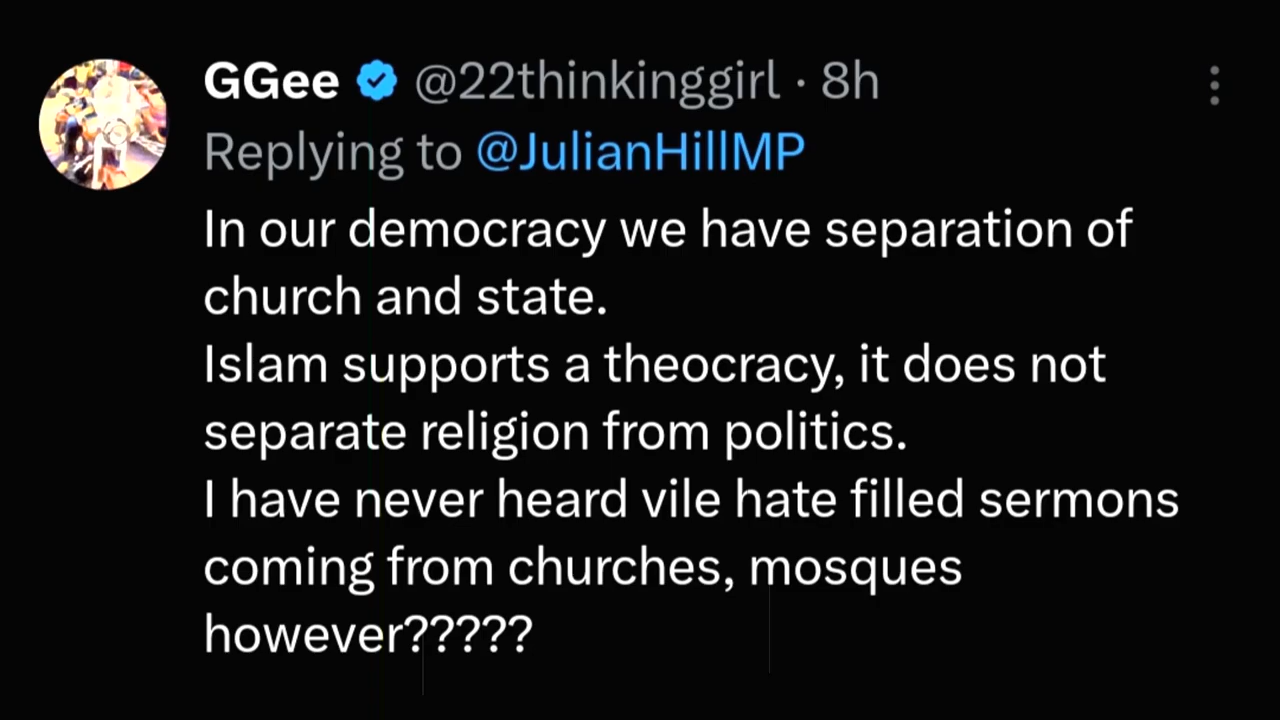 GGee @22thinkinggirl · 8h
Replying to @JulianHillMP
In our democracy we have separation of
church and state.
Islam supports a theocracy, it does not
separate religion from politics.
I have never heard vile hate filled sermons
coming from churches, mosques
however?????